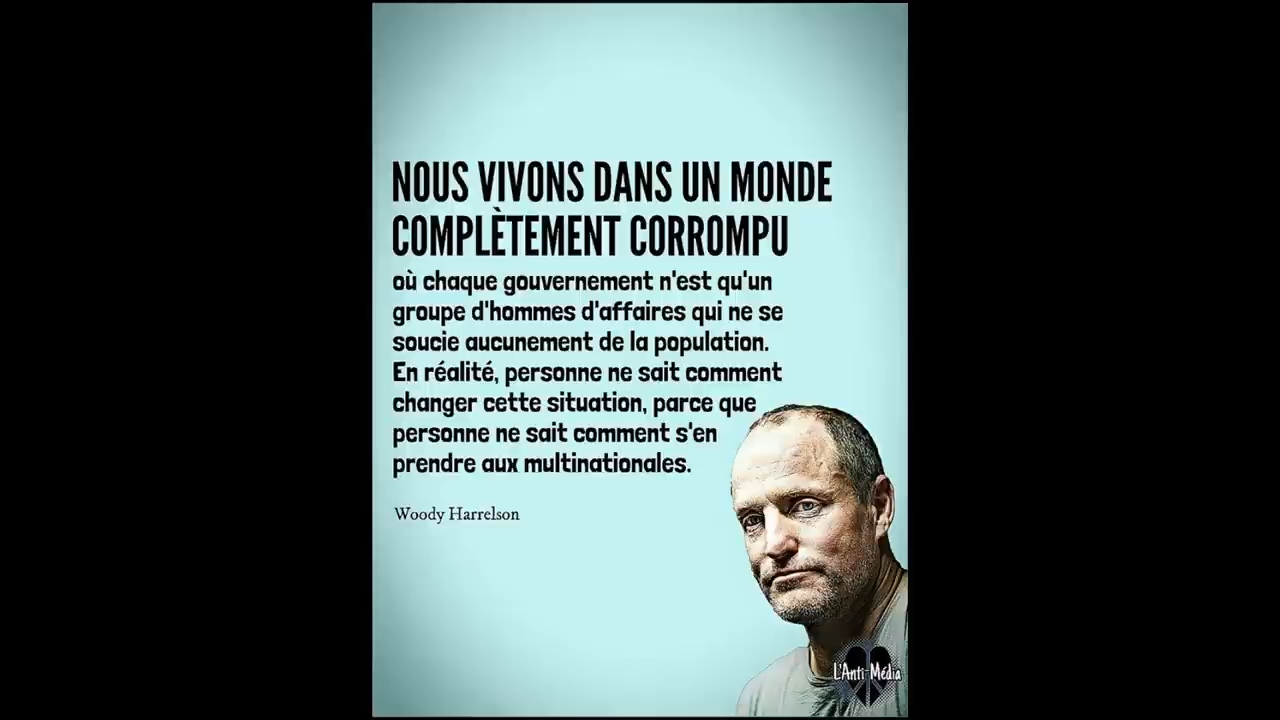 NOUS VIVONS DANS UN MONDE
COMPLÈTEMENT CORROMPU
où chaque gouvernement n'est qu'un
groupe d'hommes d'affaires qui ne se
soucie aucunement de la population.
En réalité, personne ne sait comment
changer cette situation, parce que
personne ne sait comment s'en
prendre aux multinationales.
Woody Harrelson
L'Anti-Média